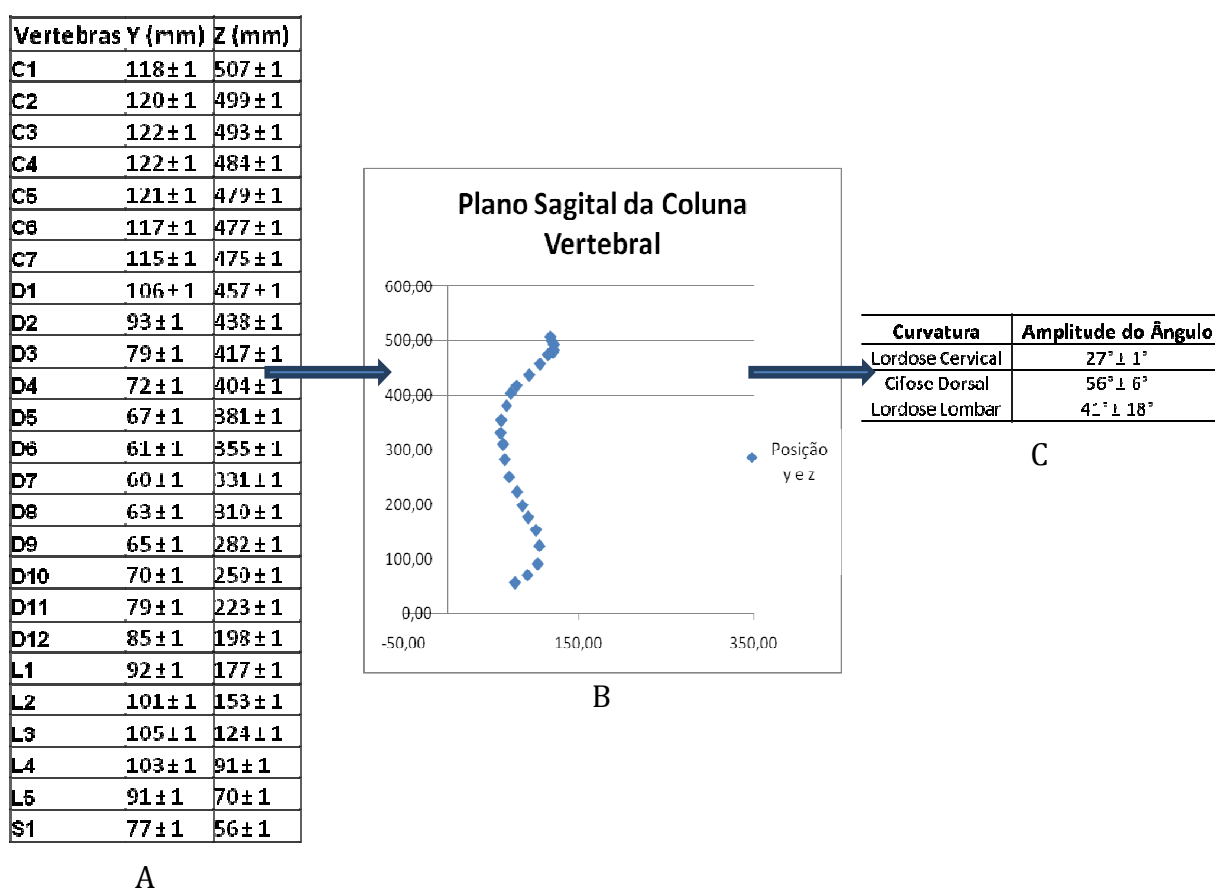 Vertebras Y (mm) Z (mm)
C1 118 ± 1 507 ± 1
C2 120 ± 1 499 ± 1
C3 122 ± 1 493 ± 1
C4 122 ± 1 484 ± 1
C5 121 ± 1 479 ± 1
C6 117 ± 1 477 ± 1
C7 115 ± 1 475 ± 1
D1 106 ± 1 457 ± 1
D2 93 ± 1 438 ± 1
D3 79 ± 1 417 ± 1
D4 72 ± 1 404 ± 1
D5 67 ± 1 381 ± 1
D6 61 ± 1 355 ± 1
D7 60 ± 1 331 ± 1
D8 63 ± 1 310 ± 1
D9 65 ± 1 282 ± 1
D10 70 ± 1 250 ± 1
D11 79 ± 1 223 ± 1
D12 85 ± 1 198 ± 1
L1 92 ± 1 177 ± 1
L2 101 ± 1 153 ± 1
L3 105 ± 1 124 ± 1
L4 103 ± 1 91 ± 1
L5 91 ± 1 70 ± 1
S1 77 ± 1 56 ± 1
A
Plano Sagital da Coluna
Vertebral
600,00
500,00
400,00
300,00
200,00
100,00
0,00
-50,00 150,00 350,00
Posição
y e z
B
Curvatura Amplitude do Ângulo
Lordose Cervical 27° ± 1°
Cifose Dorsal 56° ± 6°
Lordose Lombar 41° ± 18°
C